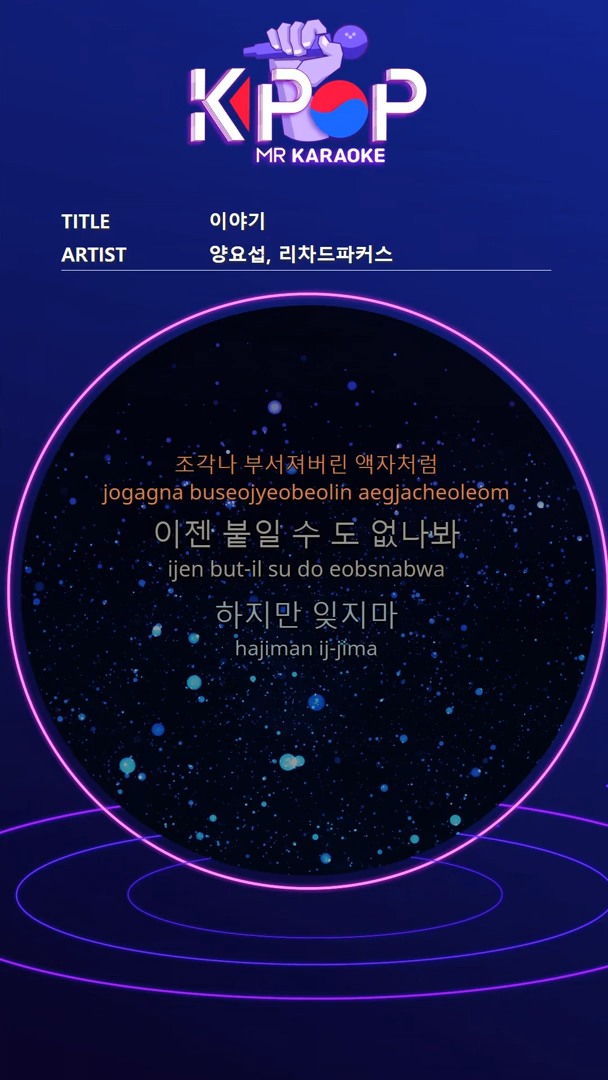 KPOP
MR KARAOKE
TITLE 이야기
ARTIST 양요섭, 리차드파커스
조각나 부서져버린 액자처럼
jogagna buseojyeobeolin aegjacheoleom
이젠 붙일 수 도 없나봐
ijen but-il su do eobsnabwa
하지만 잊지마
hajiman ij-jima